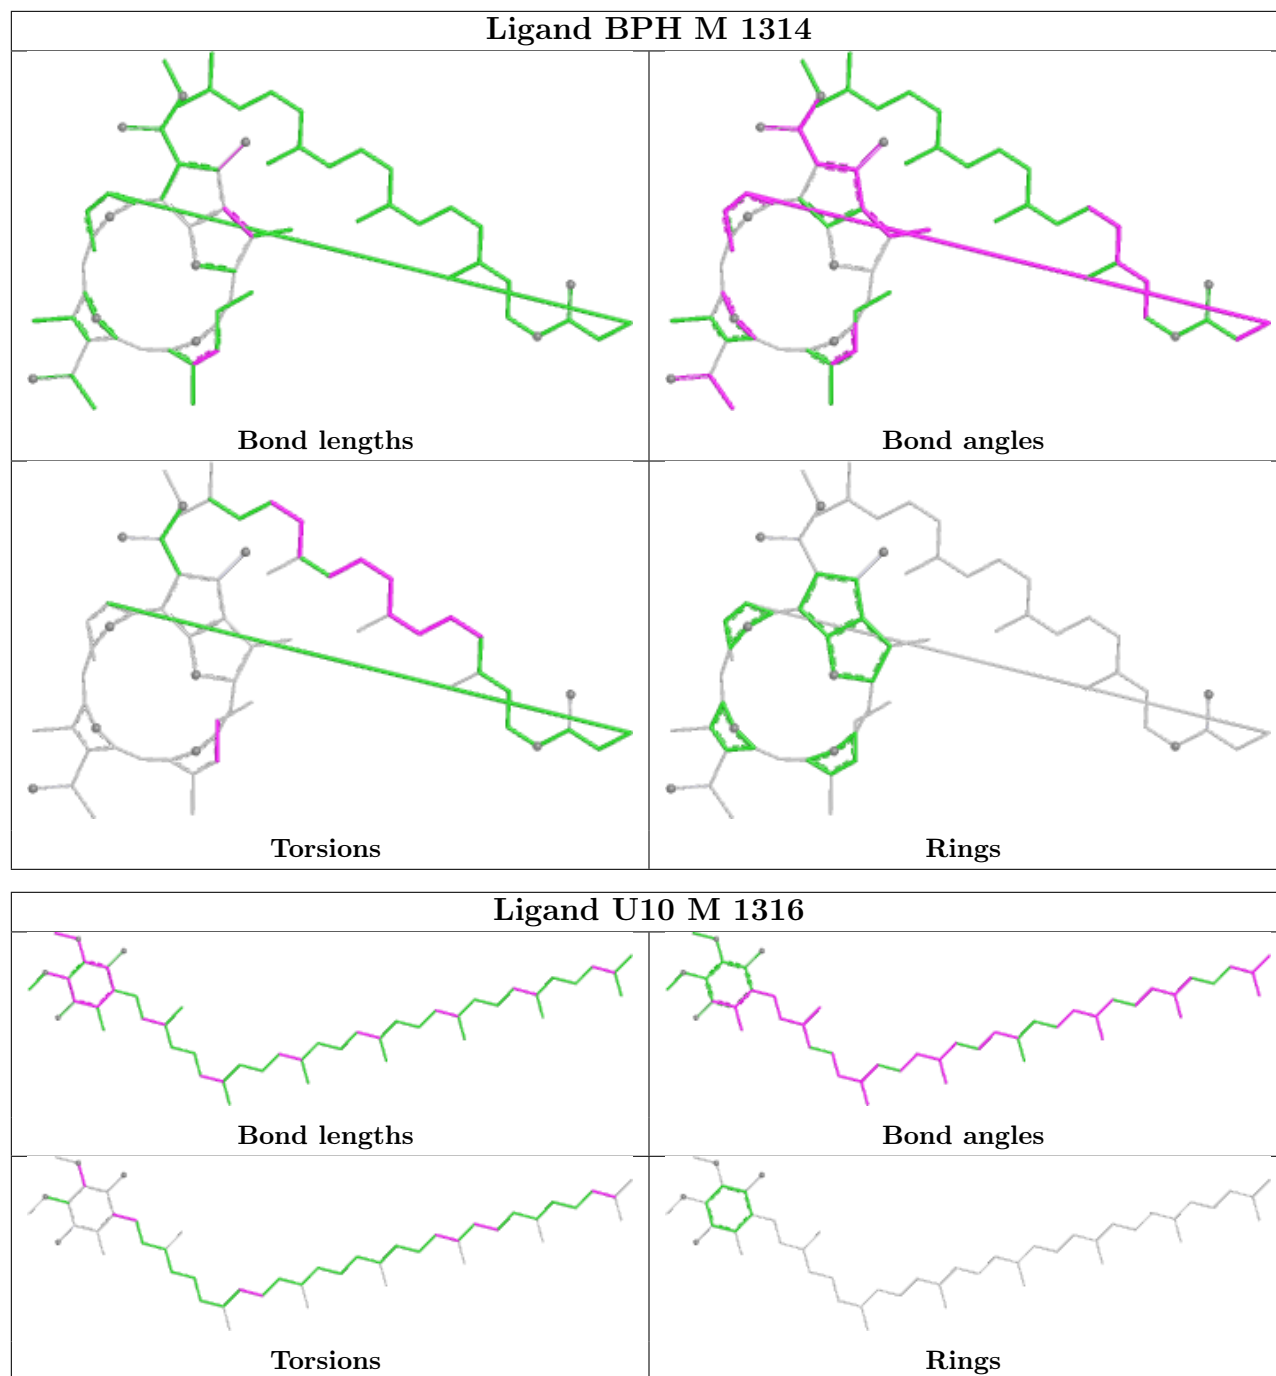 Ligand BPH M 1314
Bond lengths
Bond angles
Torsions
Rings
Ligand U10 M 1316
Bond lengths
Bond angles
Torsions
Rings